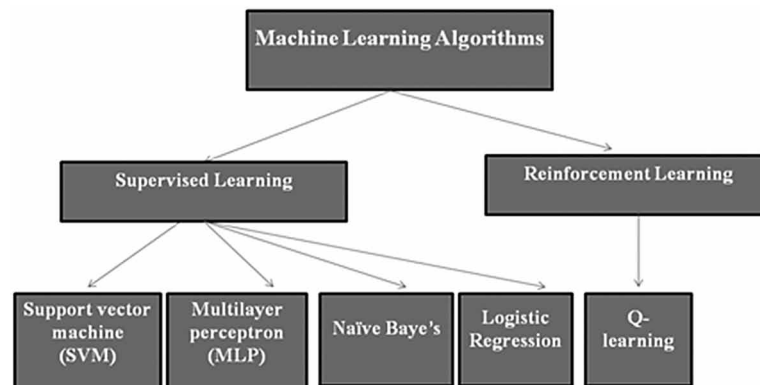 Machine Learning Algorithms
Supervised Learning
Reinforcement Learning
Support vector
machine
(SVM)
Multilayer
perceptron
(MLP)
Naïve Baye's
Logistic
Regression
Q-
learning